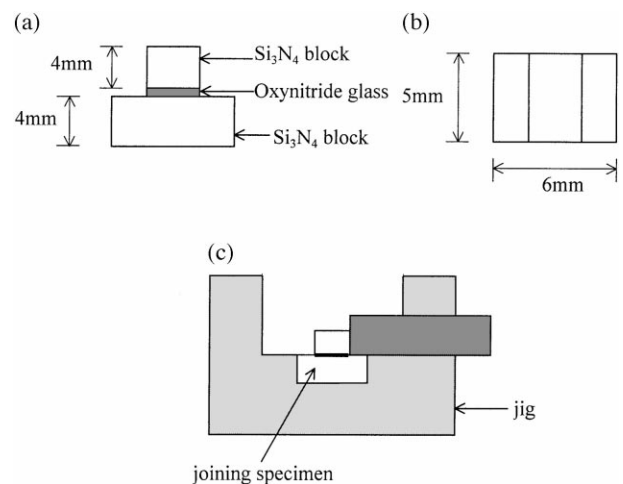 (a)
4mm
4mm
Si₃N₄ block
Oxynitride glass
Si₃N₄ block
(b)
5mm
6mm
(c)
jig
joining specimen